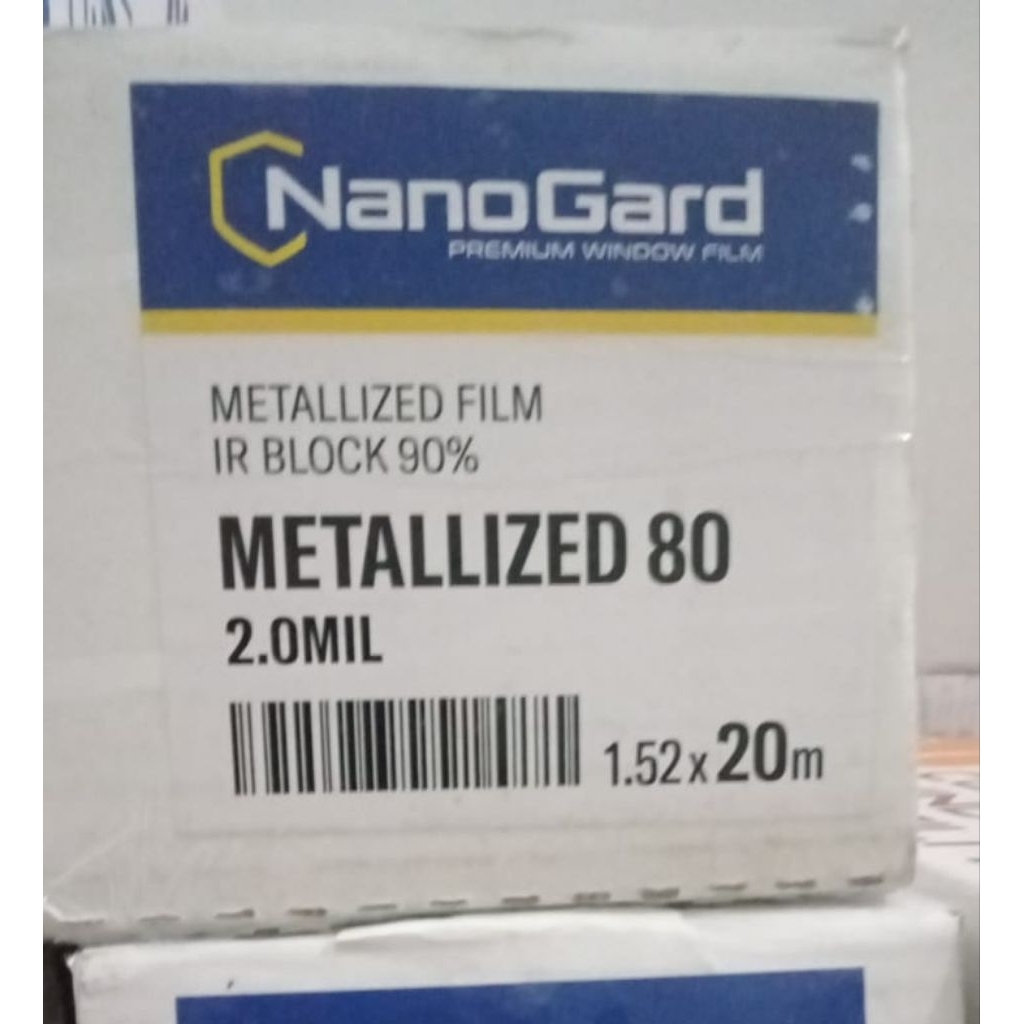 NanoGard
PREMIUM WINDOW FILM
METALLIZED FILM
IR BLOCK 90%
METALLIZED 80
2.0MIL
1.52 x 20m